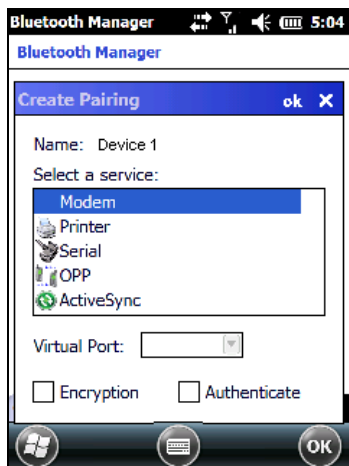 Bluetooth Manager 5:04
Bluetooth Manager
Create Pairing ok X
Name: Device 1
Select a service:
Modem
Printer
Serial
OPP
ActiveSync
Virtual Port:
Encryption Authenticate
OK